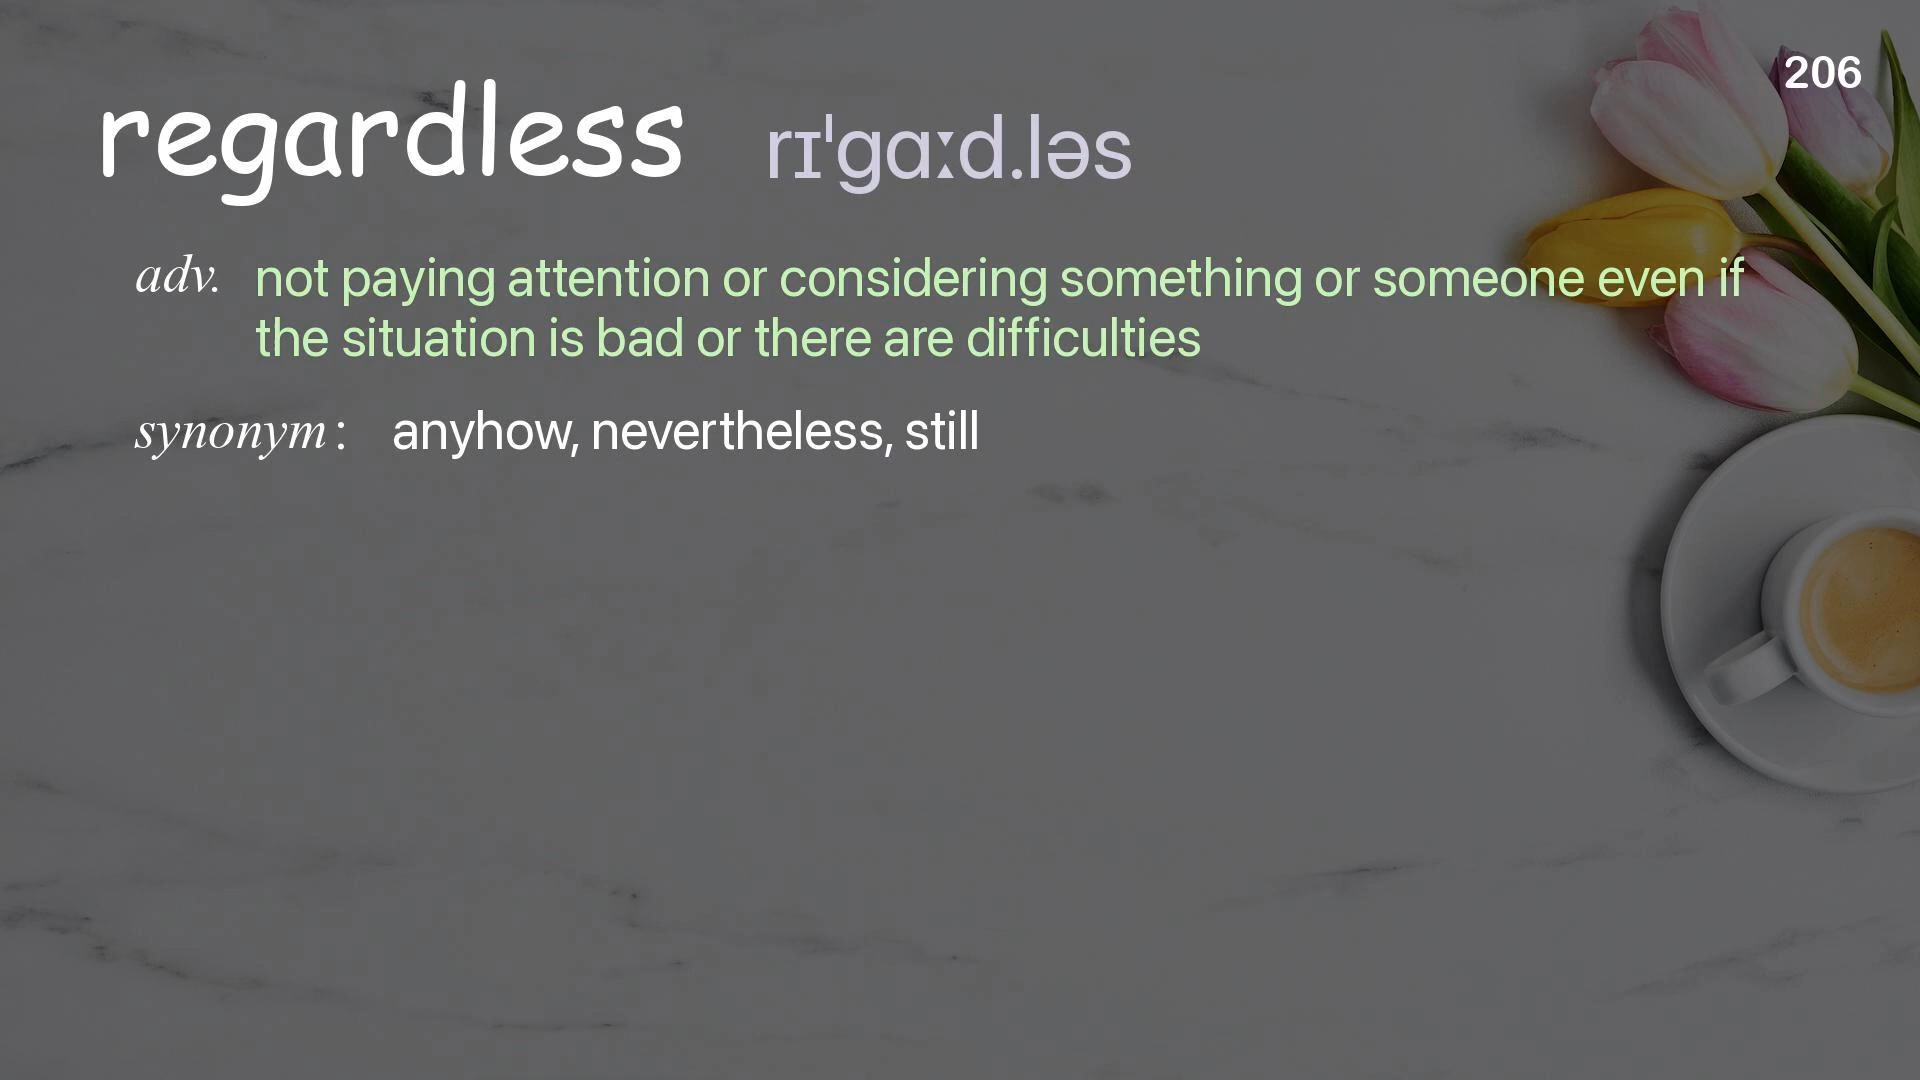 206
regardless rɪˈɡɑːd.ləs
adv. not paying attention or considering something or someone even if
the situation is bad or there are difficulties
synonym: anyhow, nevertheless, still